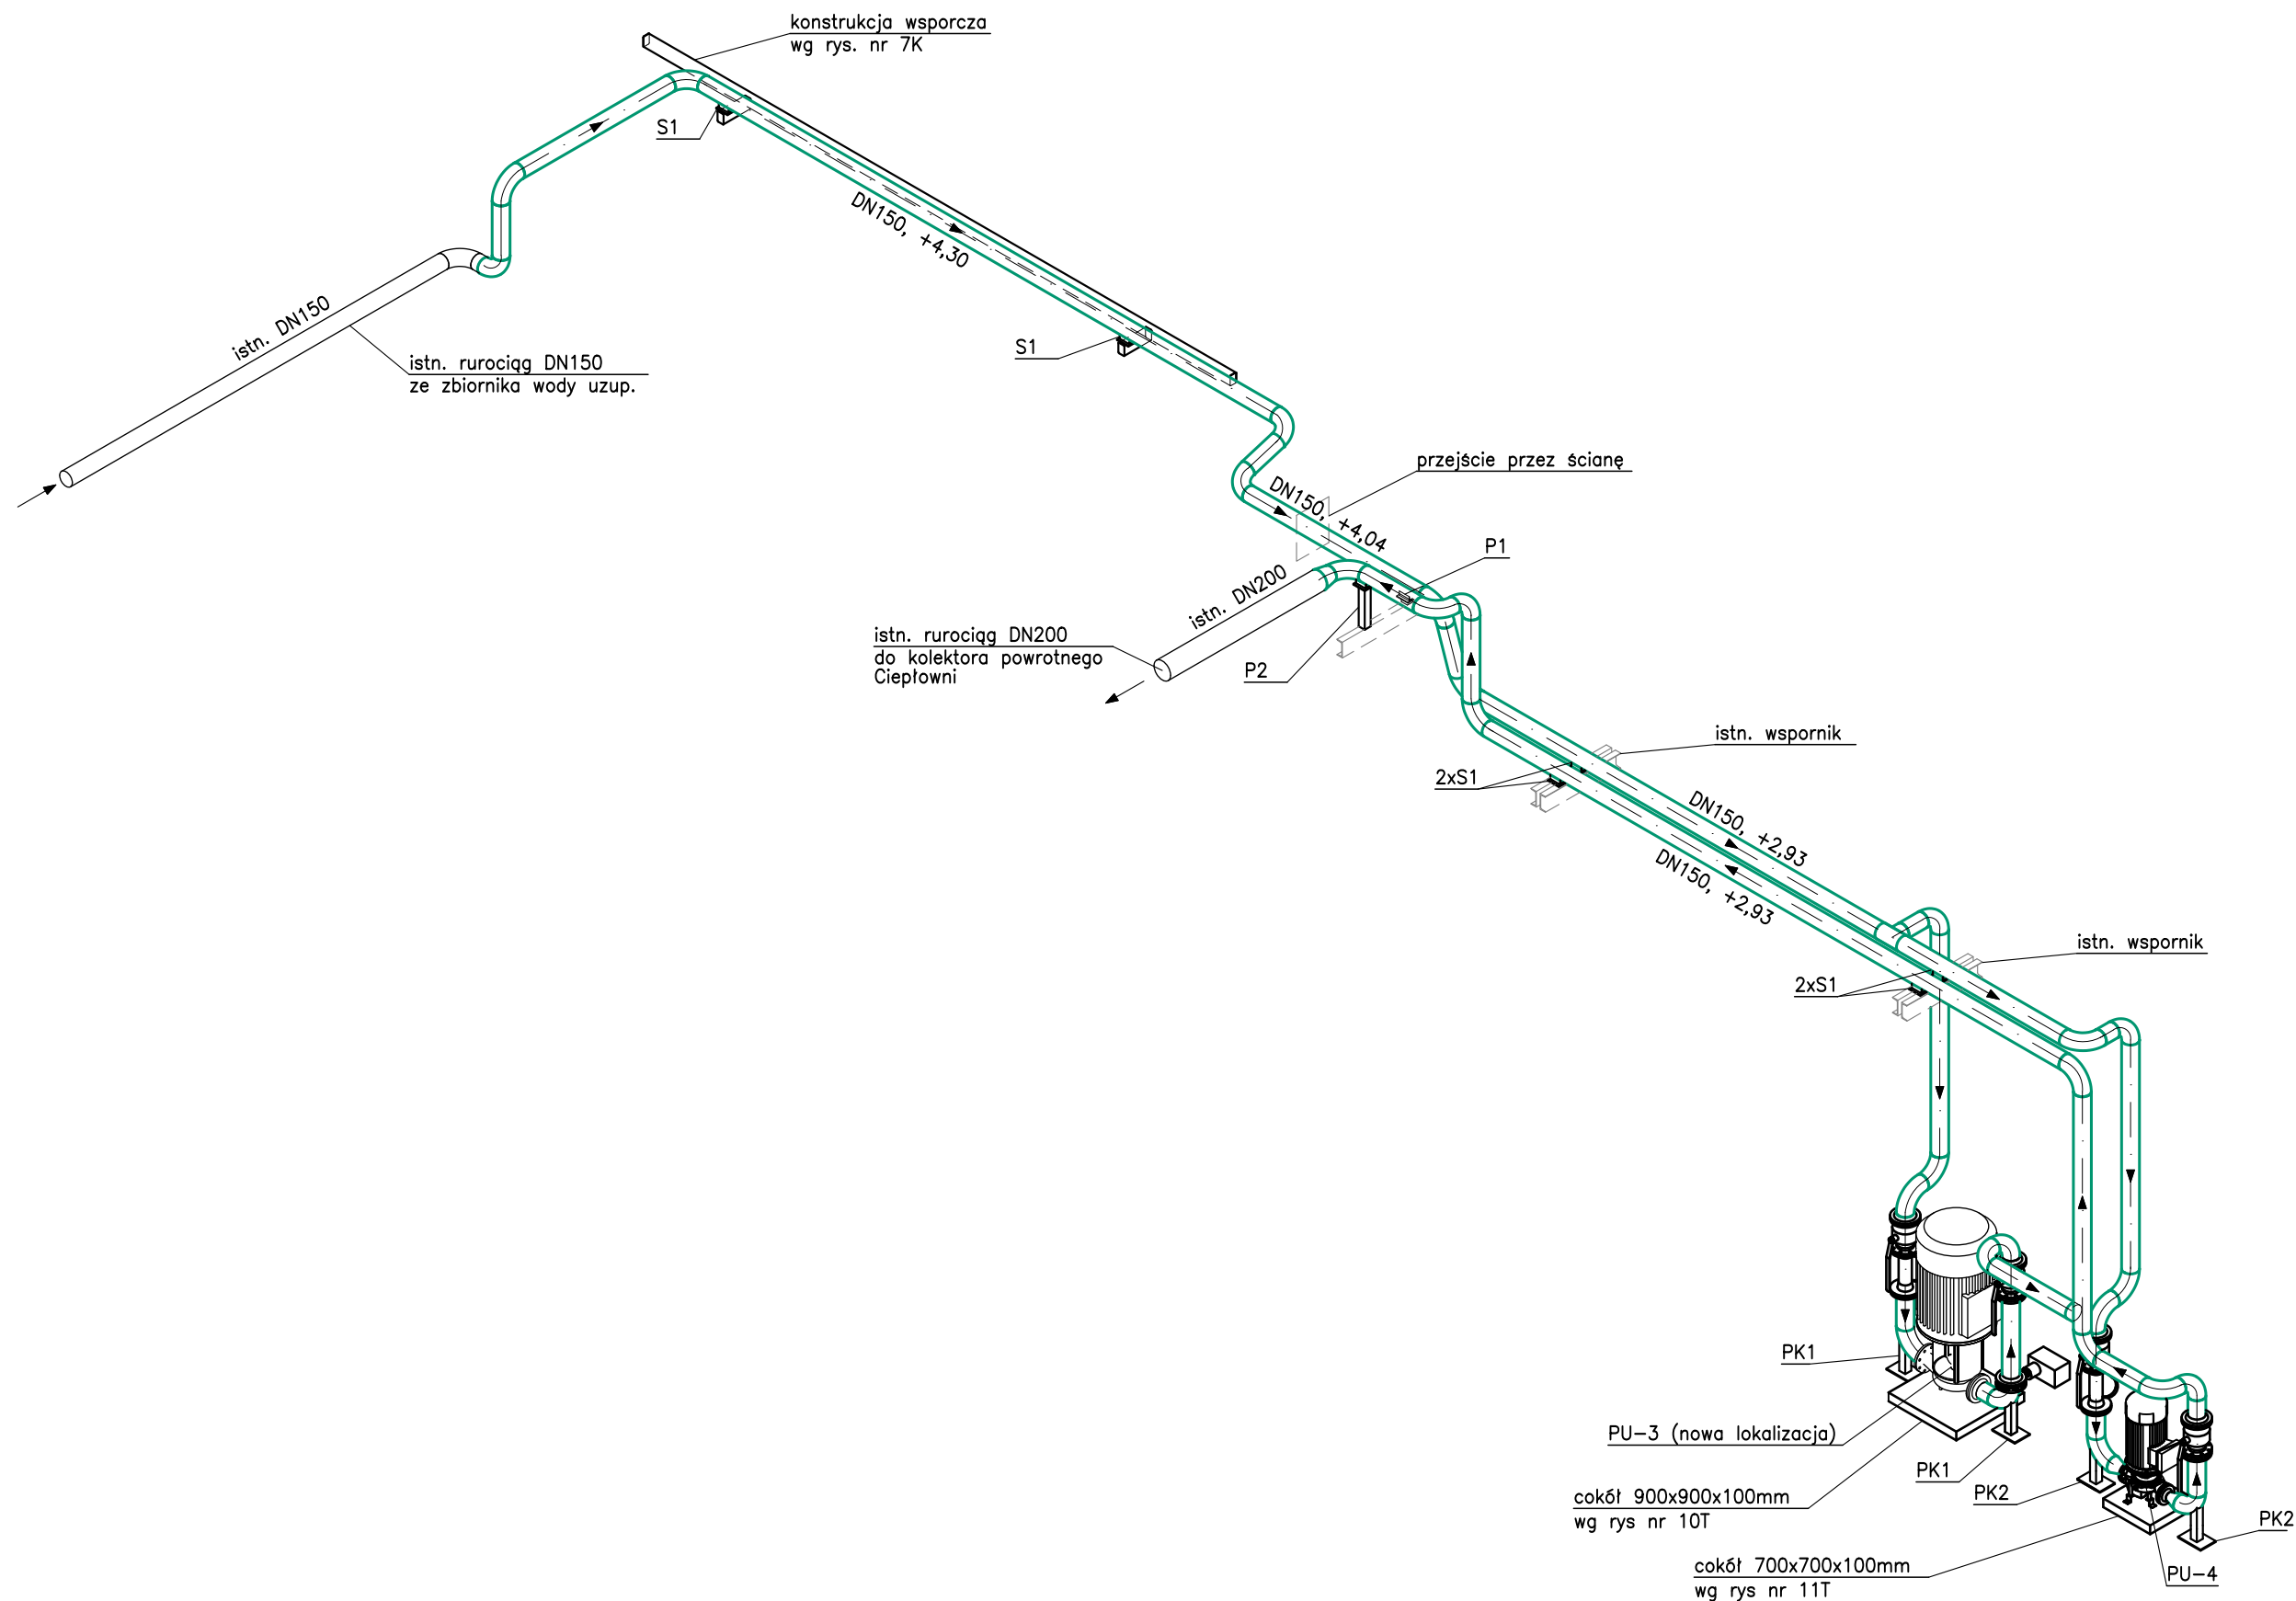 konstrukcja wsporcza
wg rys. nr 7K
S1
DN150, +4,30
istn. DN150
istn. rurociąg DN150
ze zbiornika wody uzup.
S1
przejście przez ścianę
DN150, +4,04
P1
istn. DN200
istn. rurociąg DN200
do kolektora powrotnego
Ciepłowni
P2
istn. wspornik
2xS1
DN150, +2,93
DN150, +2,93
istn. wspornik
2xS1
PK1
PU-3 (nowa lokalizacja)
PK1
cokół 900x900x100mm
wg rys nr 10T
PK2
PK2
cokół 700x700x100mm
wg rys nr 11T
PU-4